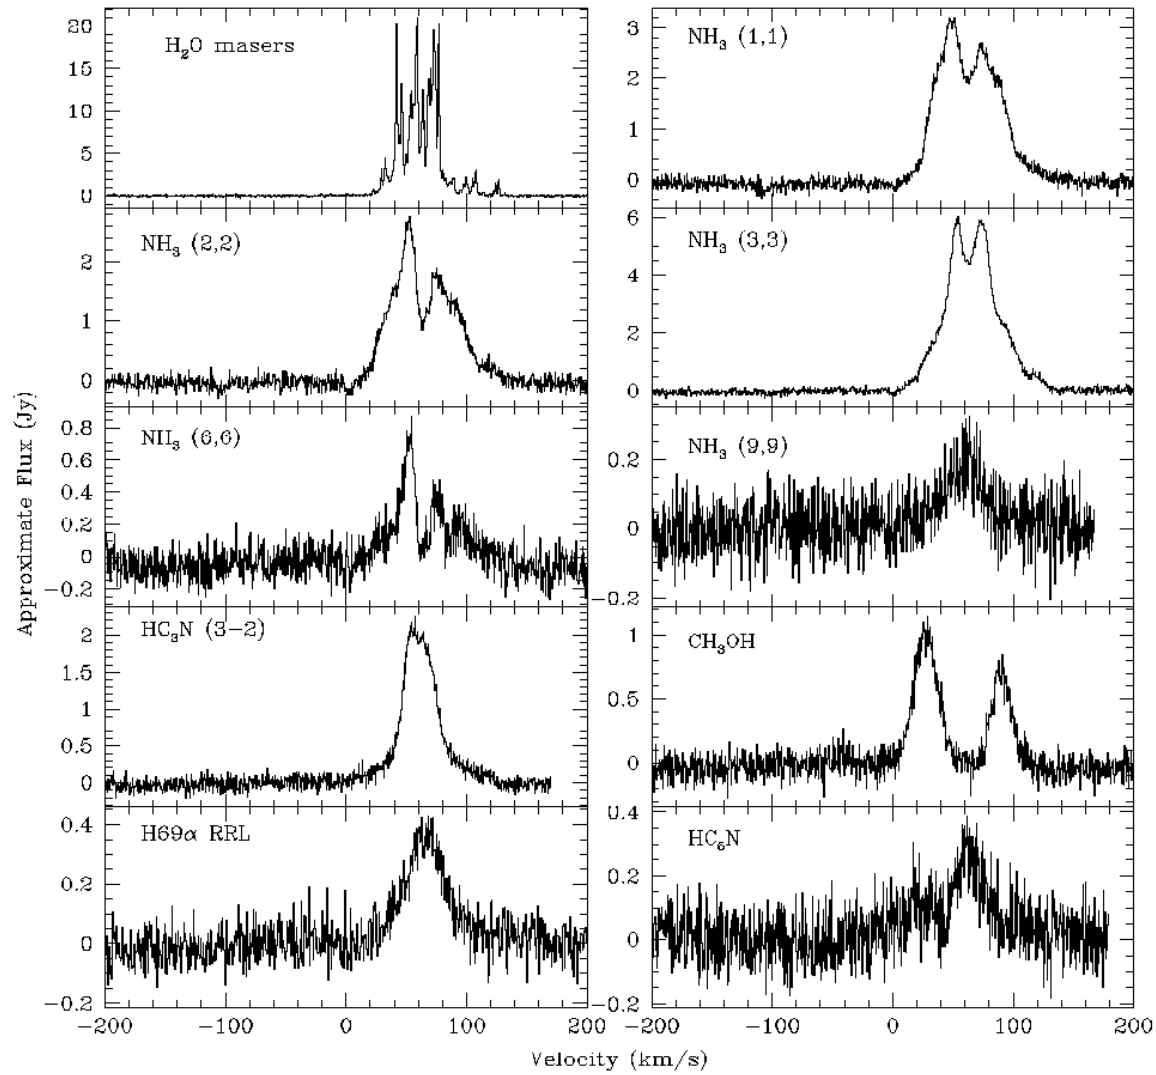 H₂O masers
20
15
10
5
0
NH₃ (1,1)
3
2
1
0
NH₃ (2,2)
2
1
0
NH₃ (3,3)
6
4
2
0
NH₃ (6,6)
0.8
0.6
0.4
0.2
0
−0.2
NH₃ (9,9)
0.2
0
−0.2
HC₃N (3−2)
2
1.5
1
0.5
0
CH₃OH
1
0.5
0
H69α RRL
0.4
0.2
0
−0.2
HC₅N
0.4
0.2
0
−0.2
−200 −100 0 100 200
−200 −100 0 100 200
Approximate Flux (Jy)
Velocity (km/s)